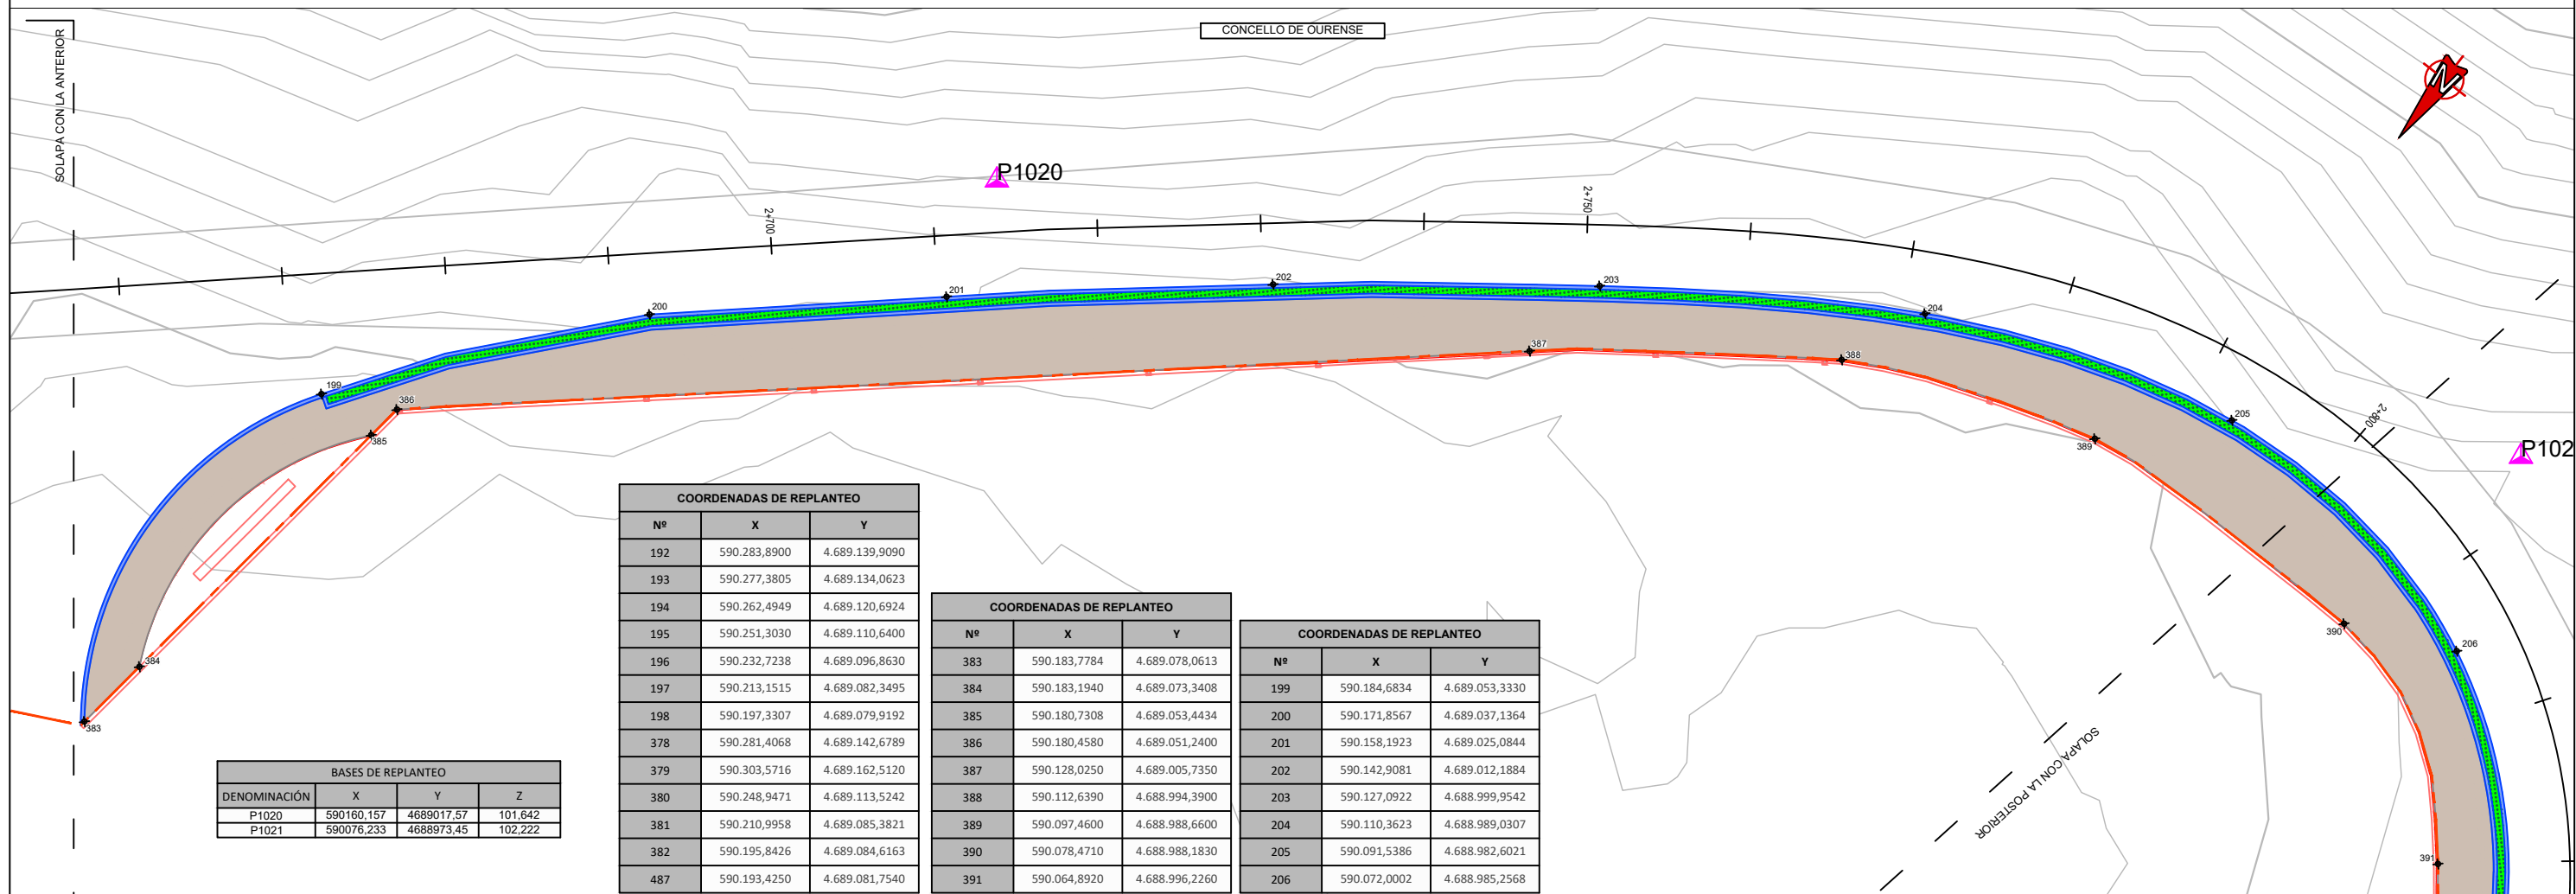 CONCELLO DE OURENSE
SOLAPA CON LA ANTERIOR
N
P1020
2+700
2+750
202
203
201
200
204
387
388
199
386
205
2+800
385
389
P102
384
390
206
383
391
SOLAPA CON LA POSTERIOR
BASES DE REPLANTEO
DENOMINACIÓN X Y Z
P1020 590160,157 4689017,57 101,642
P1021 590076,233 4688973,45 102,222
COORDENADAS DE REPLANTEO
Nº X Y
192 590.283,8900 4.689.139,9090
193 590.277,3805 4.689.134,0623
194 590.262,4949 4.689.120,6924
195 590.251,3030 4.689.110,6400
196 590.232,7238 4.689.096,8630
197 590.213,1515 4.689.082,3495
198 590.197,3307 4.689.079,9192
378 590.281,4068 4.689.142,6789
379 590.303,5716 4.689.162,5120
380 590.248,9471 4.689.113,5242
381 590.210,9958 4.689.085,3821
382 590.195,8426 4.689.084,6163
487 590.193,4250 4.689.081,7540
COORDENADAS DE REPLANTEO
Nº X Y
383 590.183,7784 4.689.078,0613
384 590.183,1940 4.689.073,3408
385 590.180,7308 4.689.053,4434
386 590.180,4580 4.689.051,2400
387 590.128,0250 4.689.005,7350
388 590.112,6390 4.688.994,3900
389 590.097,4600 4.688.988,6600
390 590.078,4710 4.688.988,1830
391 590.064,8920 4.688.996,2260
COORDENADAS DE REPLANTEO
Nº X Y
199 590.184,6834 4.689.053,3330
200 590.171,8567 4.689.037,1364
201 590.158,1923 4.689.025,0844
202 590.142,9081 4.689.012,1884
203 590.127,0922 4.688.999,9542
204 590.110,3623 4.688.989,0307
205 590.091,5386 4.688.982,6021
206 590.072,0002 4.688.985,2568